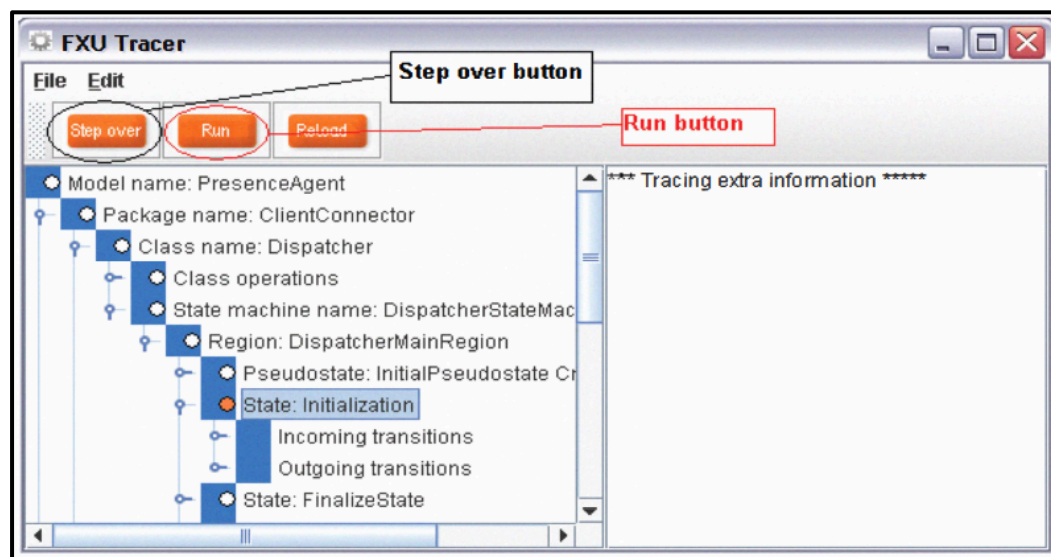 FXU Tracer
File Edit
Step over button
Step over Run Reload
Run button
Model name: PresenceAgent
*** Tracing extra information *****
Package name: ClientConnector
Class name: Dispatcher
Class operations
State machine name: DispatcherStateMac
Region: DispatcherMainRegion
Pseudostate: InitialPseudostate Cr
State: Initialization
Incoming transitions
Outgoing transitions
State: FinalizeState